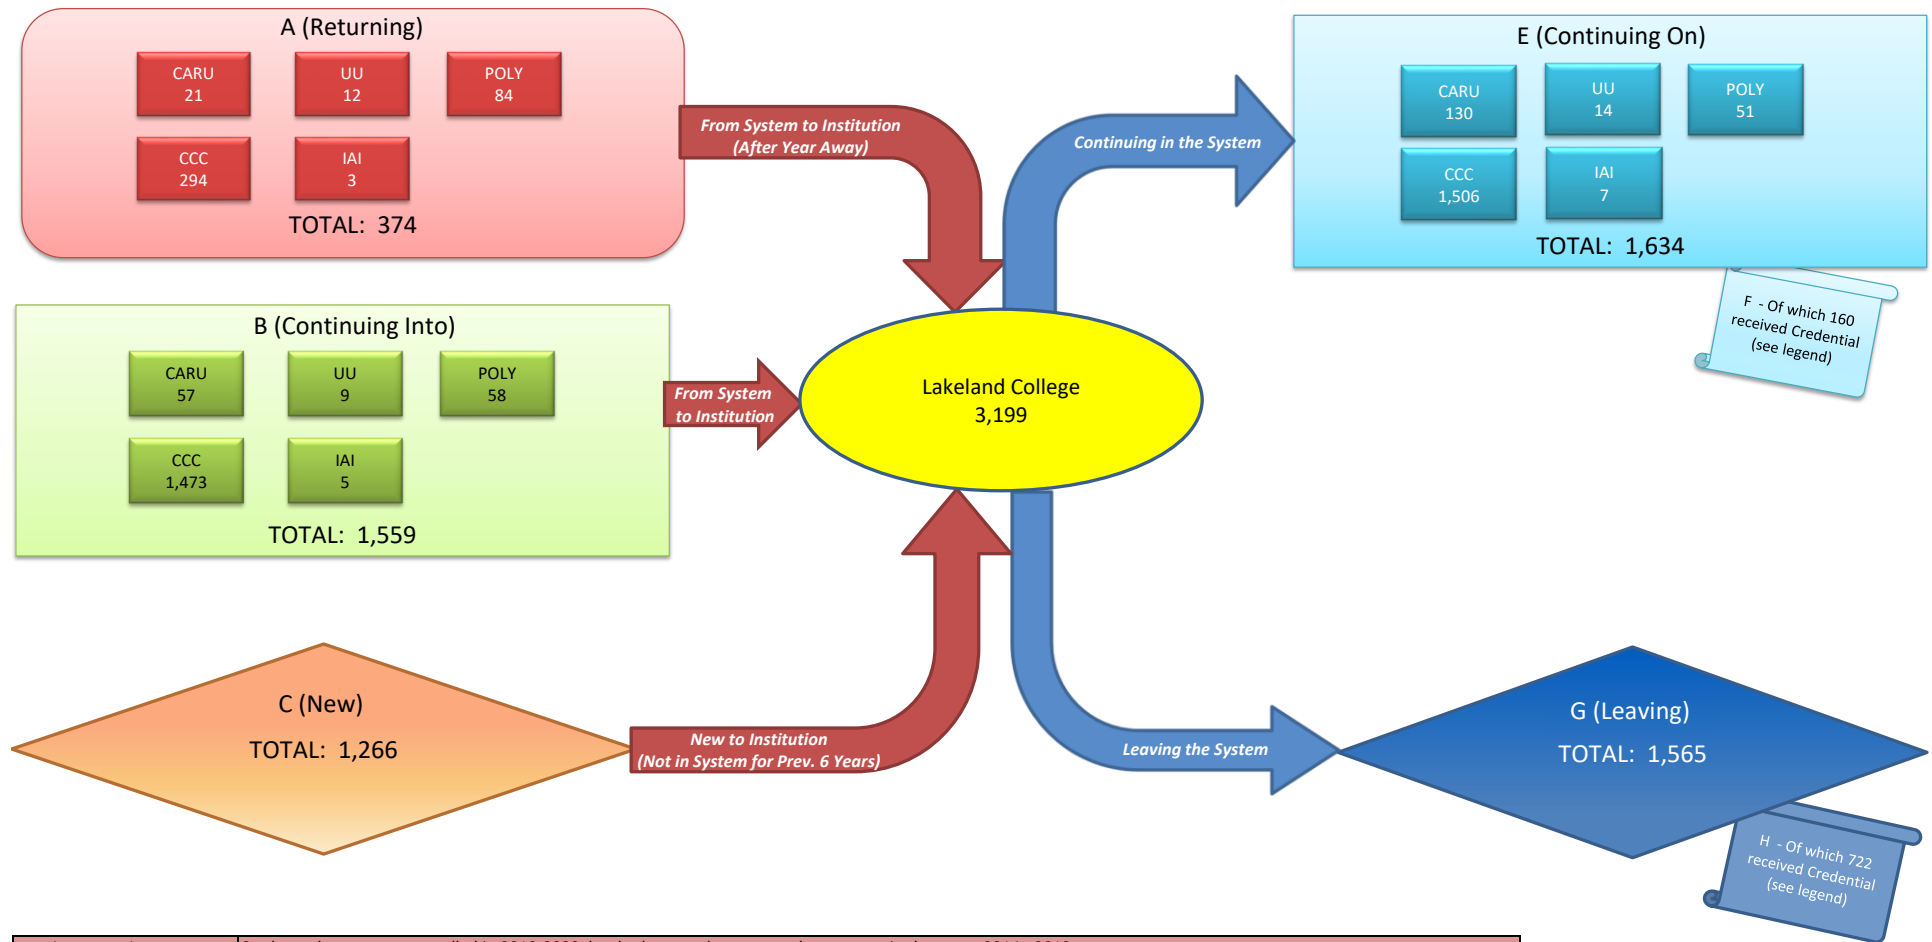 A (Returning)
CARU
21
UU
12
POLY
84
CCC
294
IAI
3
TOTAL: 374
From System to Institution
(After Year Away)
Continuing in the System
E (Continuing On)
CARU
130
UU
14
POLY
51
CCC
1,506
IAI
7
TOTAL: 1,634
F - Of which 160
received Credential
(see legend)
B (Continuing Into)
CARU
57
UU
9
POLY
58
CCC
1,473
IAI
5
TOTAL: 1,559
From System
to Institution
Lakeland College
3,199
C (New)
TOTAL: 1,266
New to Institution
(Not in System for Prev. 6 Years)
Leaving the System
G (Leaving)
TOTAL: 1,565
H - Of which 722
received Credential
(see legend)